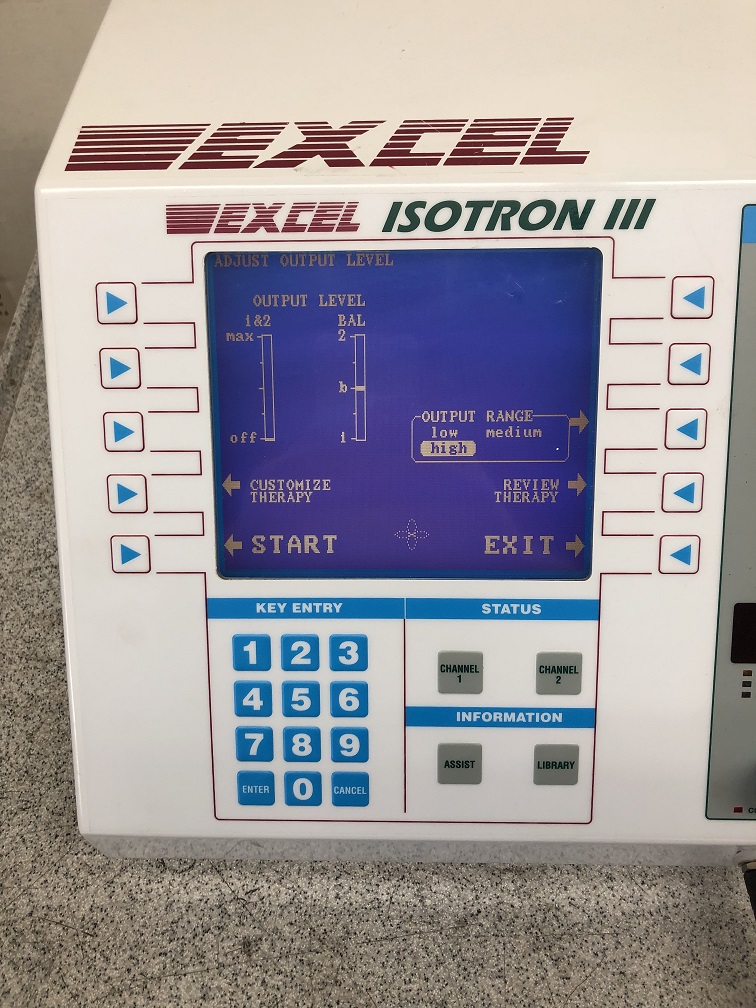 EXCEL
EXCEL ISOTRON III
ADJUST OUTPUT LEVEL
OUTPUT LEVEL
1&2 BAL
max 2
b
off 1
OUTPUT RANGE
low medium
high
CUSTOMIZE THERAPY
REVIEW THERAPY
START EXIT
KEY ENTRY STATUS
1 2 3
CHANNEL 1 CHANNEL 2
4 5 6
INFORMATION
7 8 9
ASSIST LIBRARY
ENTER 0 CANCEL